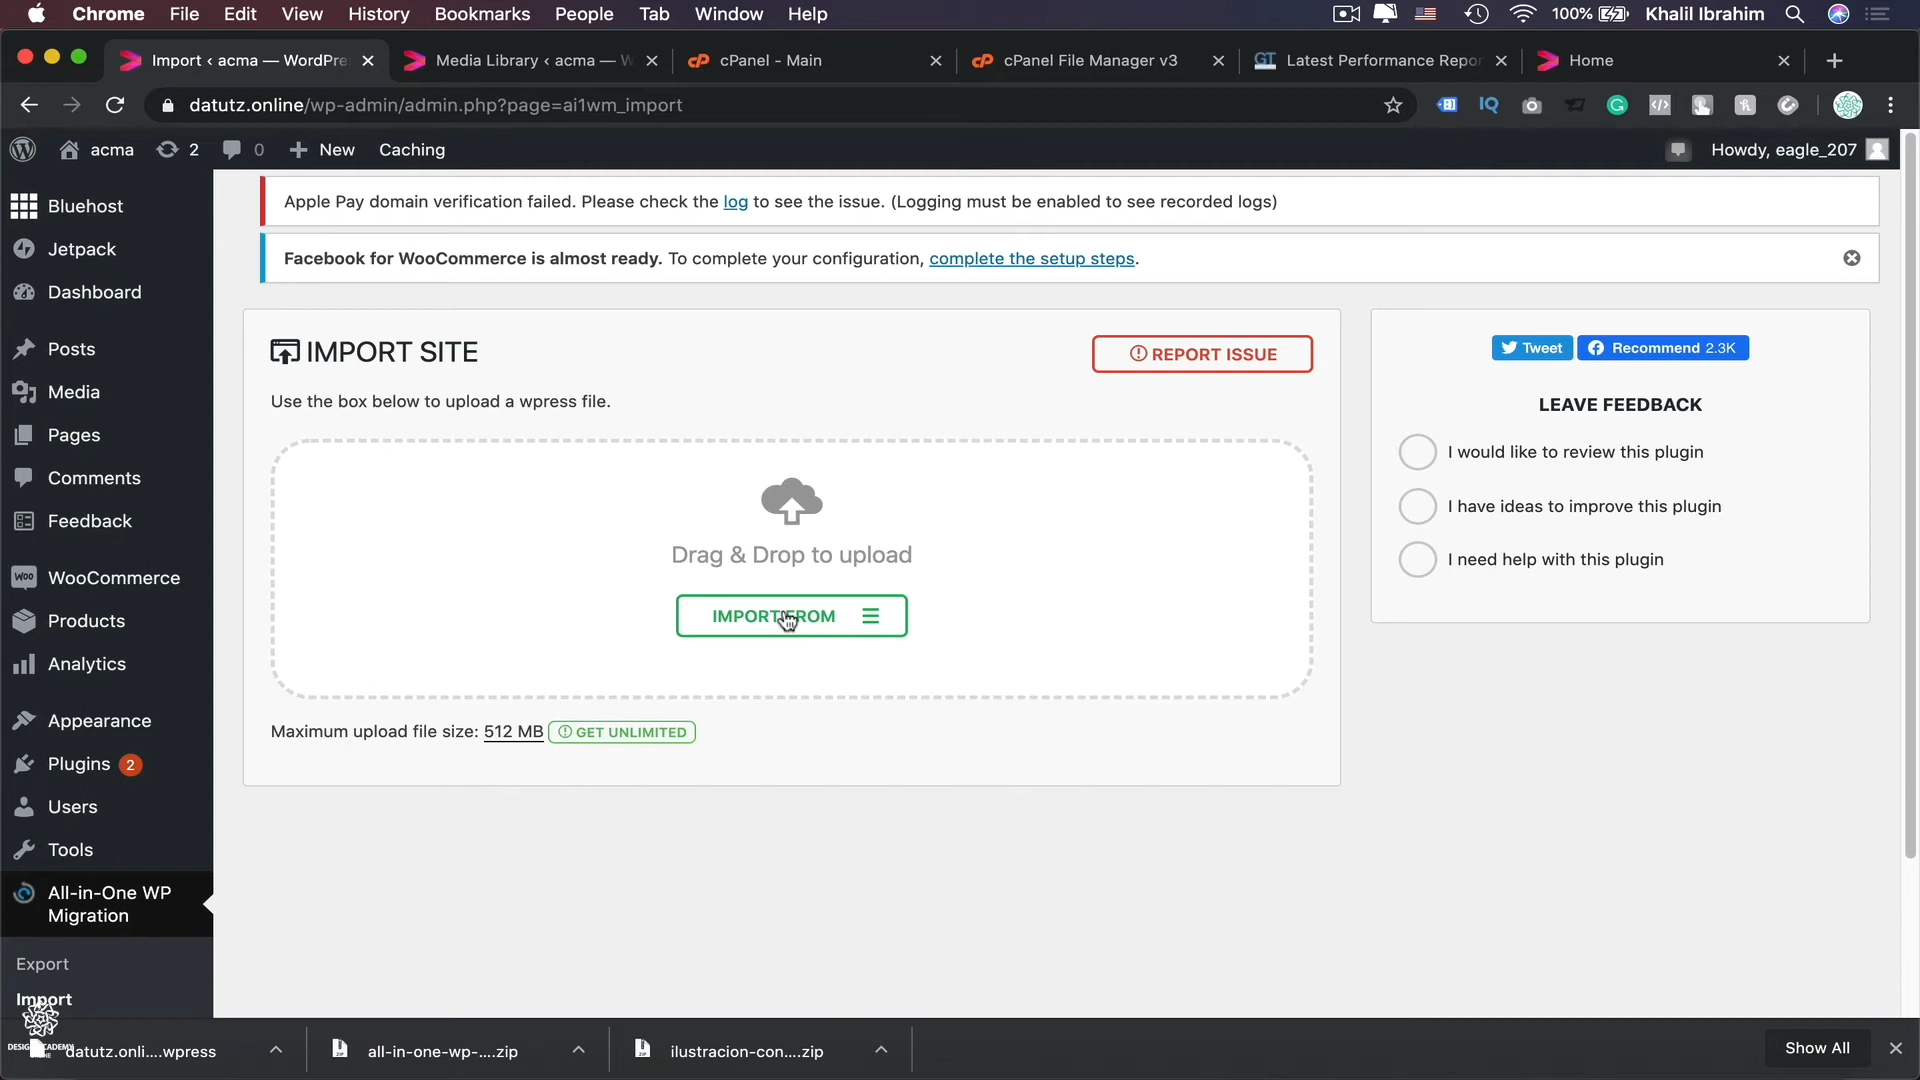 Chrome File Edit View History Bookmarks People Tab Window Help 100% Khalil Ibrahim
Import ‹ acma — WordPre
Media Library ‹ acma — W
cPanel - Main
cPanel File Manager v3
GT Latest Performance Repor
Home
datutz.online/wp-admin/admin.php?page=ai1wm_import
acma 2 0 New Caching Howdy, eagle_207
Bluehost
Jetpack
Dashboard
Posts
Media
Pages
Comments
Feedback
WooCommerce
Products
Analytics
Appearance
Plugins 2
Users
Tools
All-in-One WP
Migration
Export
Import
Apple Pay domain verification failed. Please check the log to see the issue. (Logging must be enabled to see recorded logs)
Facebook for WooCommerce is almost ready. To complete your configuration, complete the setup steps.
IMPORT SITE
REPORT ISSUE
Use the box below to upload a wpress file.
Drag & Drop to upload
IMPORT FROM
Maximum upload file size: 512 MB GET UNLIMITED
Tweet
Recommend 2.3K
LEAVE FEEDBACK
I would like to review this plugin
I have ideas to improve this plugin
I need help with this plugin
datutz.onli....wpress
all-in-one-wp-....zip
ilustracion-con....zip
Show All